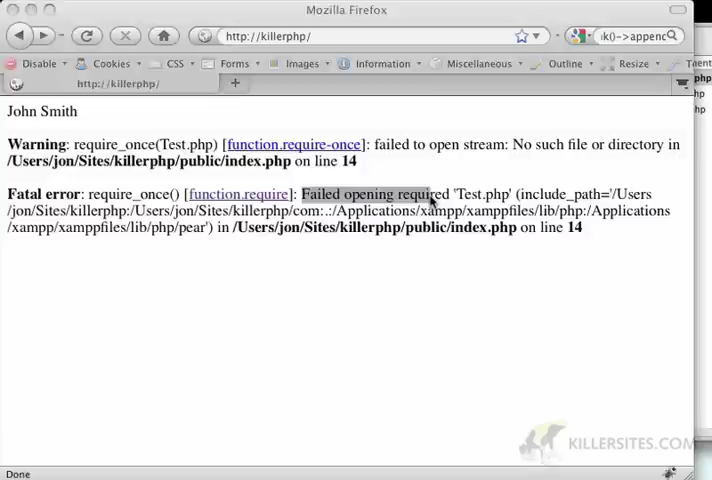 Mozilla Firefox
http://killerphp/
k()->appenc
Disable Cookies CSS Forms Images Information Miscellaneous Outline Resize
php
http://killerphp/
hp
hp
John Smith
Warning: require_once(Test.php) [function.require-once]: failed to open stream: No such file or directory in
/Users/jon/Sites/killerphp/public/index.php on line 14
Fatal error: require_once() [function.require]: Failed opening required 'Test.php' (include_path='/Users
/jon/Sites/killerphp:/Users/jon/Sites/killerphp/com:.:/Applications/xampp/xamppfiles/lib/php:/Applications
/xampp/xamppfiles/lib/php/pear') in /Users/jon/Sites/killerphp/public/index.php on line 14
KILLERSITES.COM
Done